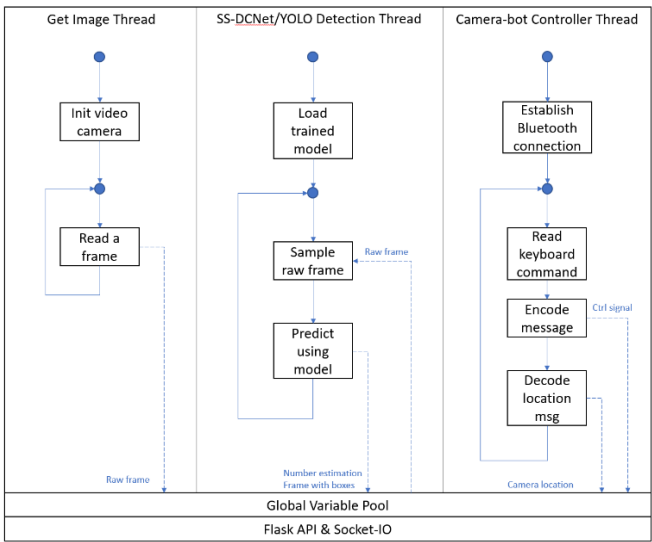 Get Image Thread
SS-DCNet/YOLO Detection Thread
Camera-bot Controller Thread
Init video
camera
Read a
frame
Raw frame
Load
trained
model
Sample
raw frame
Raw frame
Predict
using
model
Number estimation
Frame with boxes
Establish
Bluetooth
connection
Read
keyboard
command
Encode
message
Ctrl signal
Decode
location
msg
Camera location
Global Variable Pool
Flask API & Socket-IO